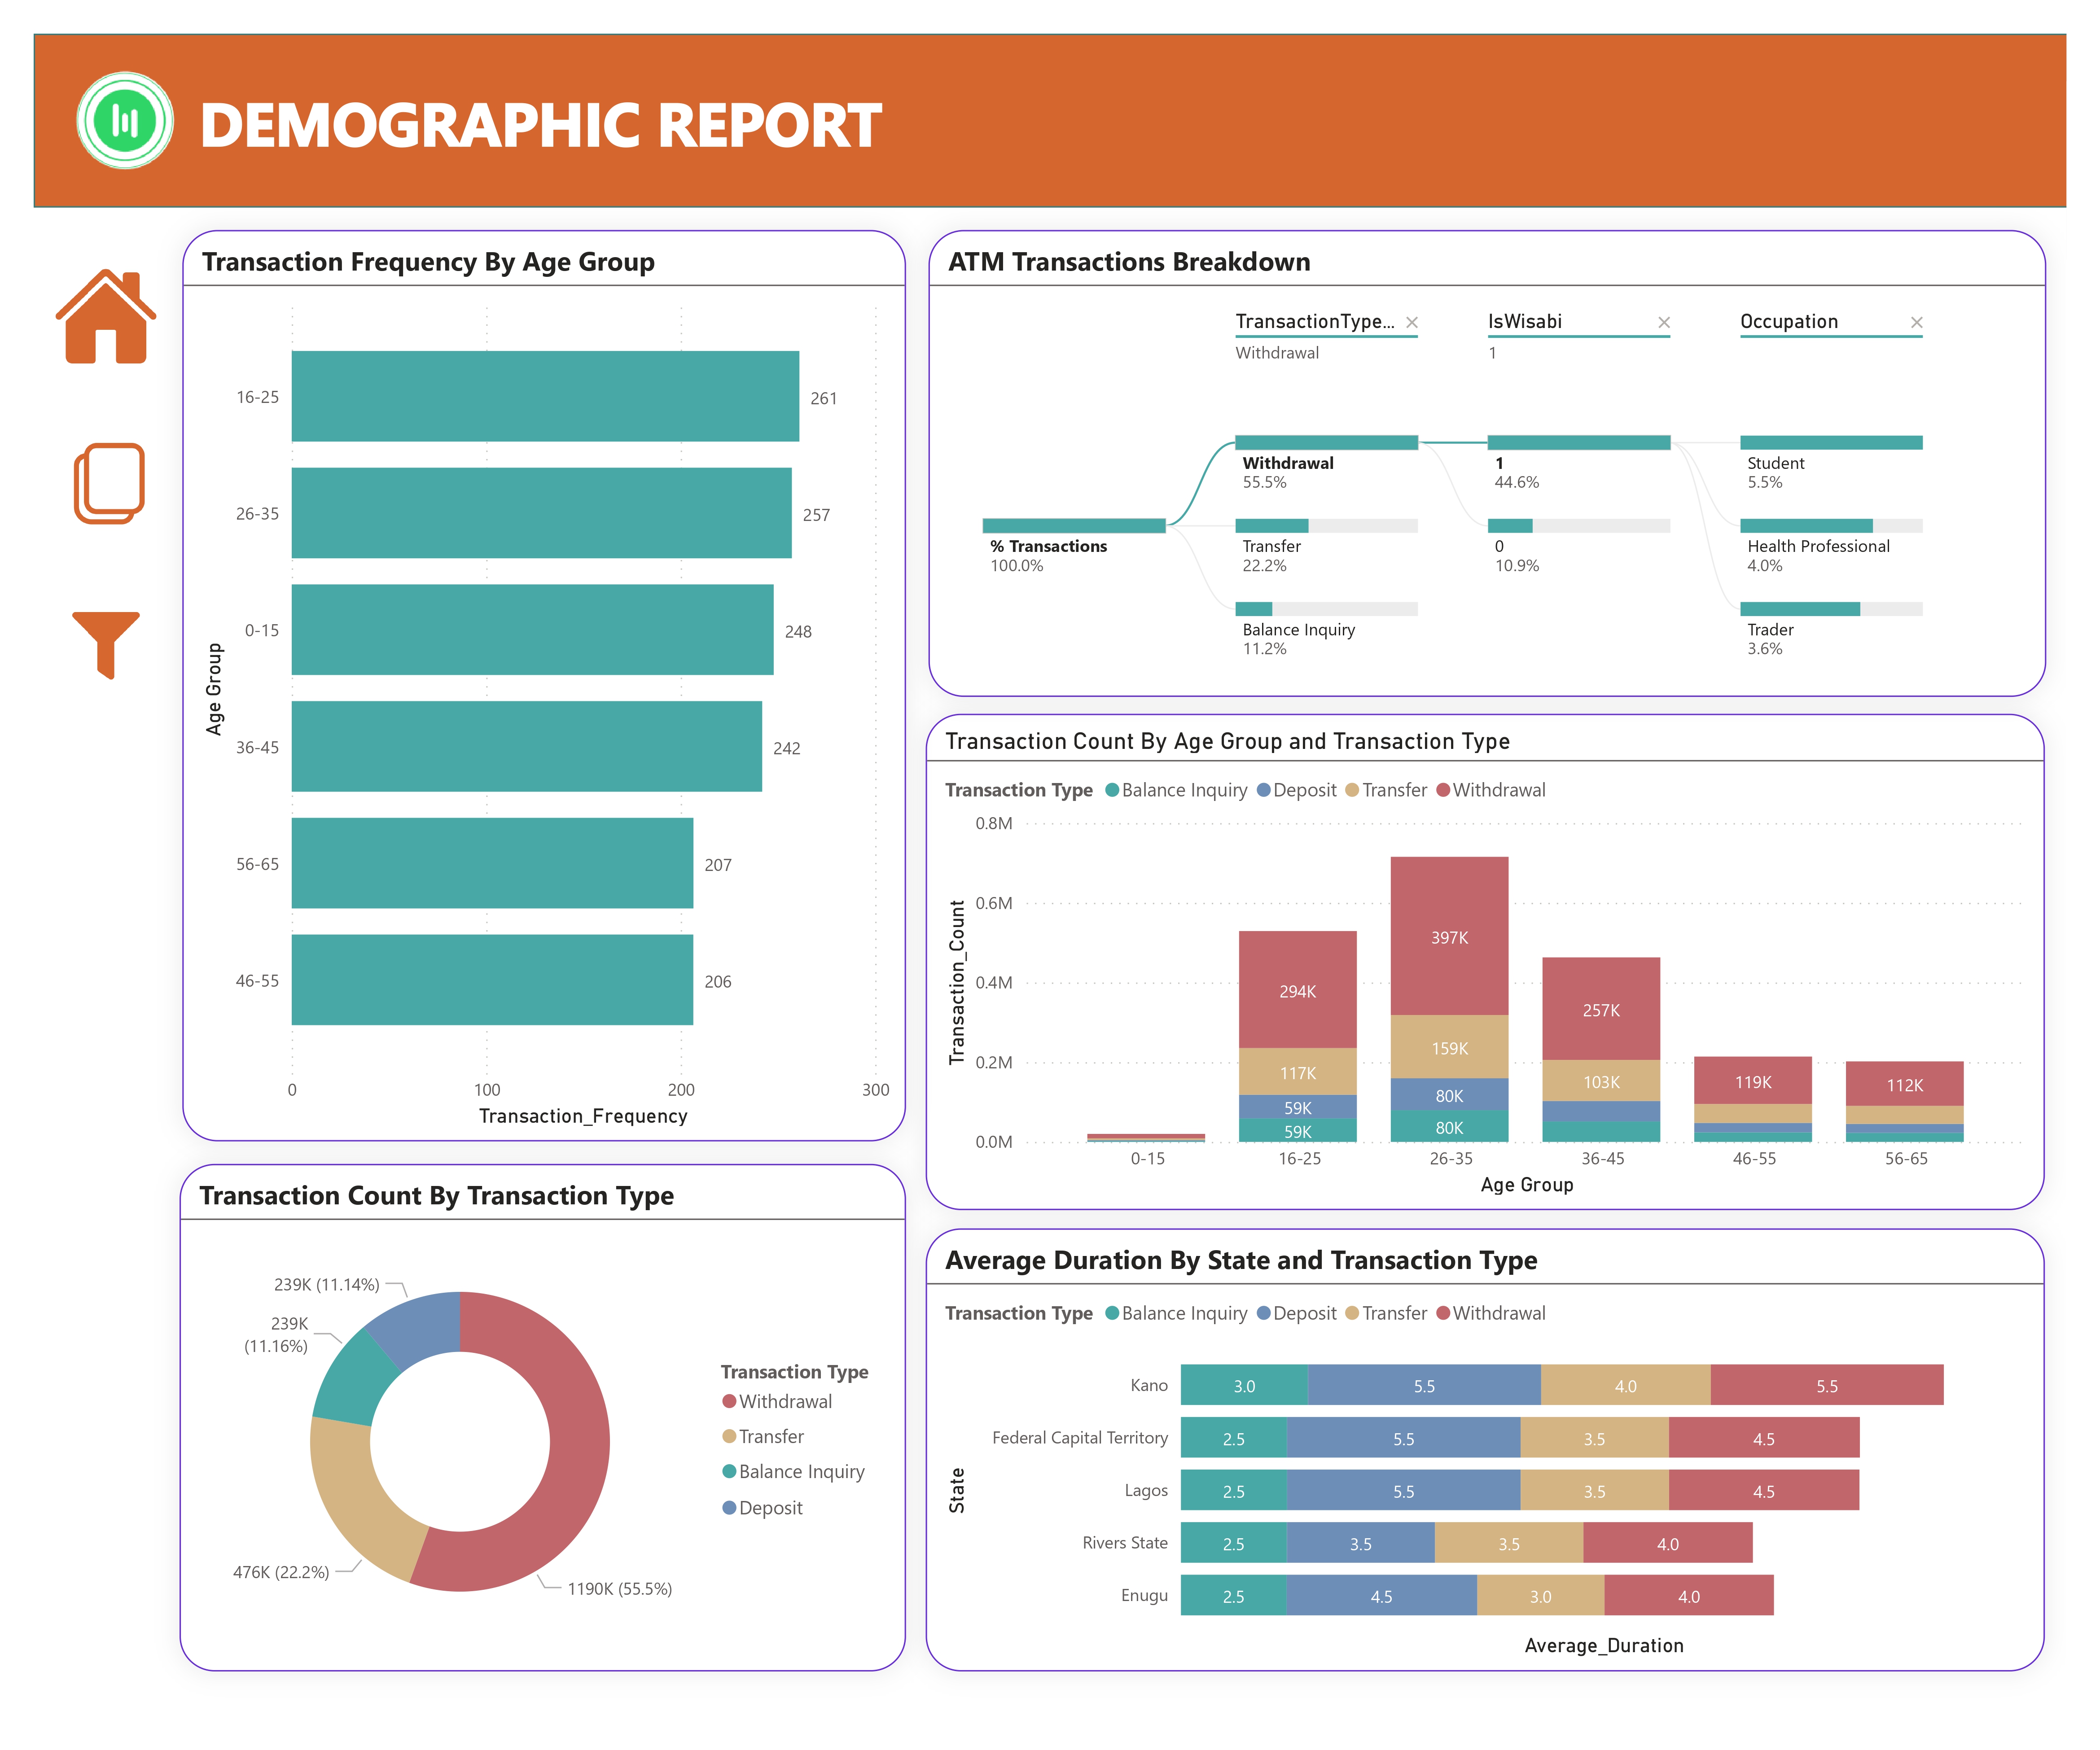 DEMOGRAPHIC REPORT
Transaction Frequency By Age Group
Age Group
16-25
261
26-35
257
0-15
248
36-45
242
56-65
207
46-55
206
0
100
200
300
Transaction_Frequency
ATM Transactions Breakdown
TransactionType...
Withdrawal
IsWisabi
1
Occupation
% Transactions
100.0%
Withdrawal
55.5%
Transfer
22.2%
Balance Inquiry
11.2%
1
44.6%
0
10.9%
Student
5.5%
Health Professional
4.0%
Trader
3.6%
Transaction Count By Age Group and Transaction Type
Transaction Type Balance Inquiry Deposit Transfer Withdrawal
Transaction_Count
0.8M
0.6M
0.4M
0.2M
0.0M
294K
117K
59K
59K
397K
159K
80K
80K
257K
103K
119K
112K
0-15
16-25
26-35
36-45
46-55
56-65
Age Group
Transaction Count By Transaction Type
239K (11.14%)
239K
(11.16%)
476K (22.2%)
1190K (55.5%)
Transaction Type
Withdrawal
Transfer
Balance Inquiry
Deposit
Average Duration By State and Transaction Type
Transaction Type Balance Inquiry Deposit Transfer Withdrawal
State
Kano 3.0 5.5 4.0 5.5
Federal Capital Territory 2.5 5.5 3.5 4.5
Lagos 2.5 5.5 3.5 4.5
Rivers State 2.5 3.5 3.5 4.0
Enugu 2.5 4.5 3.0 4.0
Average_Duration